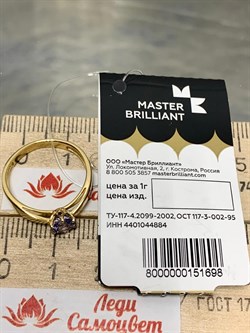 MASTER
BRILLIANT
ООО «Мастер Бриллиант»
Ул. Локомотивная, 2, г. Кострома, Россия
8 800 505 3857 masterbrilliant.com
цена за 1г
цена изд.
ТУ-117-4.2099-2002, ОСТ 117-3-002-95
ИНН 4401044884
8000000151698
Леди
Самоцвет
ГОСТ 17